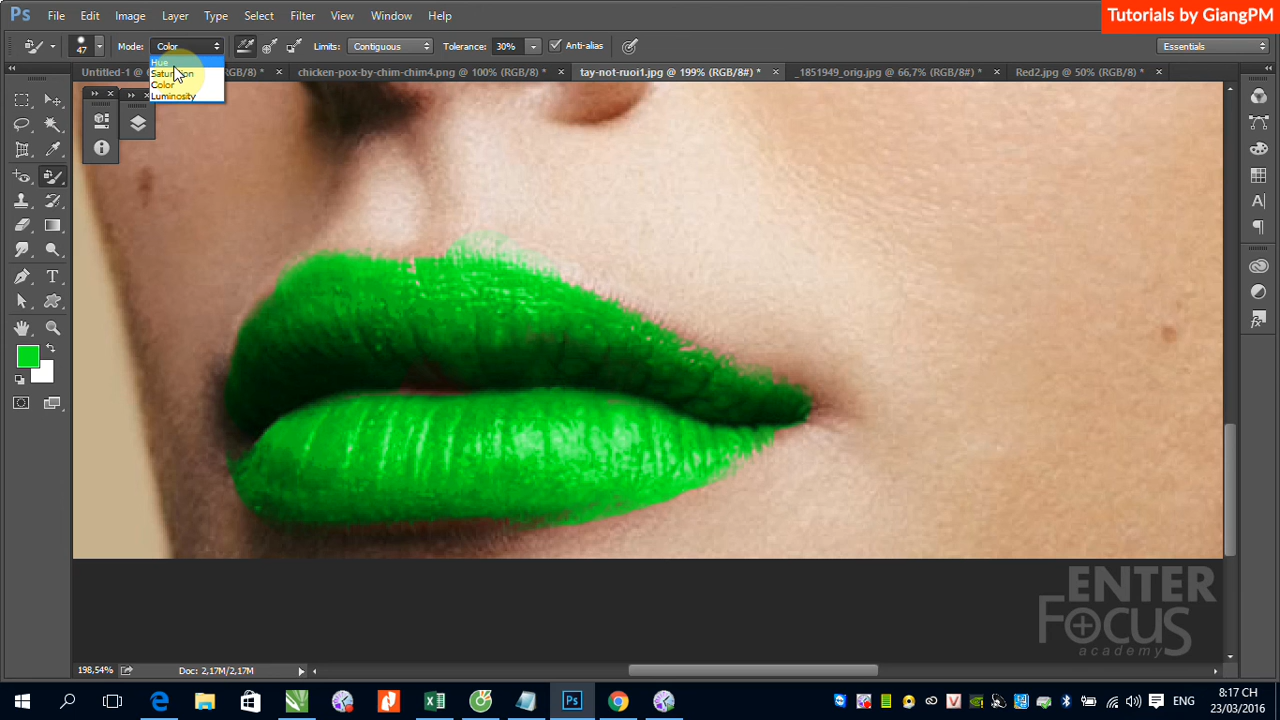 Tutorials by GiangPM
Ps File Edit Image Layer Type Select Filter View Window Help
47 Mode: Color Limits: Contiguous Tolerance: 30% Anti-alias Essentials
Hue
Saturation
Color
Luminosity
chicken-pox-by-chim-chim4.png @ 100% (RGB/8) * tay-not-ruoi1.jpg @ 199% (RGB/8#) * _1851949_orig.jpg @ 66,7% (RGB/8#) * Red2.jpg @ 50% (RGB/8) *
ENTER
FOCUS
academy
198,54% Doc: 2,17M/2,17M
ENG 8:17 CH
23/03/2016